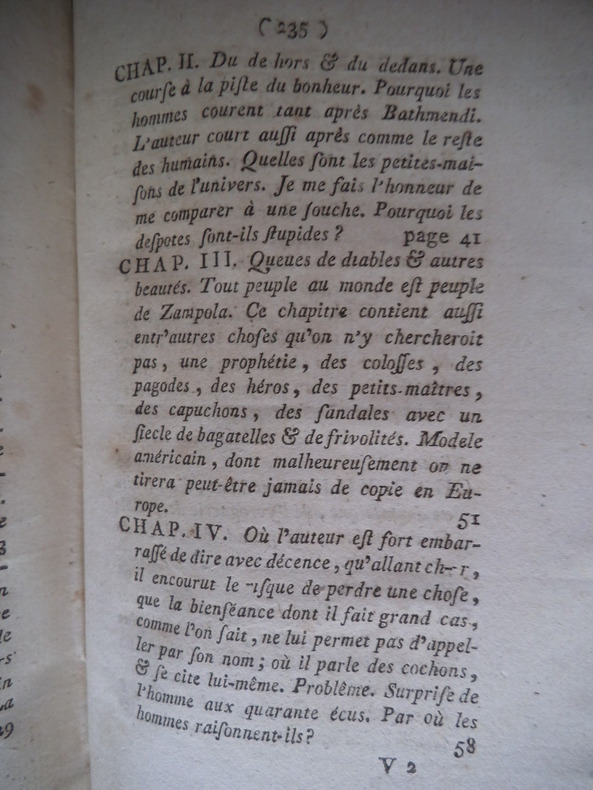 ( 235 )
CHAP. II. Du de hors & du dedans. Une
courſe à la piſte du bonheur. Pourquoi les
hommes courent tant après Bathmendi.
L'auteur court auſſi après comme le reſte
des humains. Quelles ſont les petites-mai-
ſons de l'univers. Je me fais l'honneur de
me comparer à une ſouche. Pourquoi les
deſpotes ſont-ils ſtupides ? page 41
CHAP. III. Queues de diables & autres
beautés. Tout peuple au monde eſt peuple
de Zampola. Ce chapitre contient auſſi
entr'autres choſes qu'on n'y chercheroit
pas, une prophétie, des coloſſes, des
pagodes, des héros, des petits-maîtres,
des capuchons, des ſandales avec un
ſiecle de bagatelles & de frivolités. Modele
américain, dont malheureuſement on ne
tirera peut-être jamais de copie en Eu-
rope. 51
CHAP. IV. Où l'auteur eſt fort embar-
raſſé de dire avec décence, qu'allant ch--r,
il encourut le risque de perdre une choſe,
que la bienſéance dont il fait grand cas,
comme l'on ſait, ne lui permet pas d'appel-
ler par ſon nom ; où il parle des cochons,
& ſe cite lui-même. Problême. Surpriſe de
l'homme aux quarante écus. Par où les
hommes raiſonnent-ils ? 58
V 2